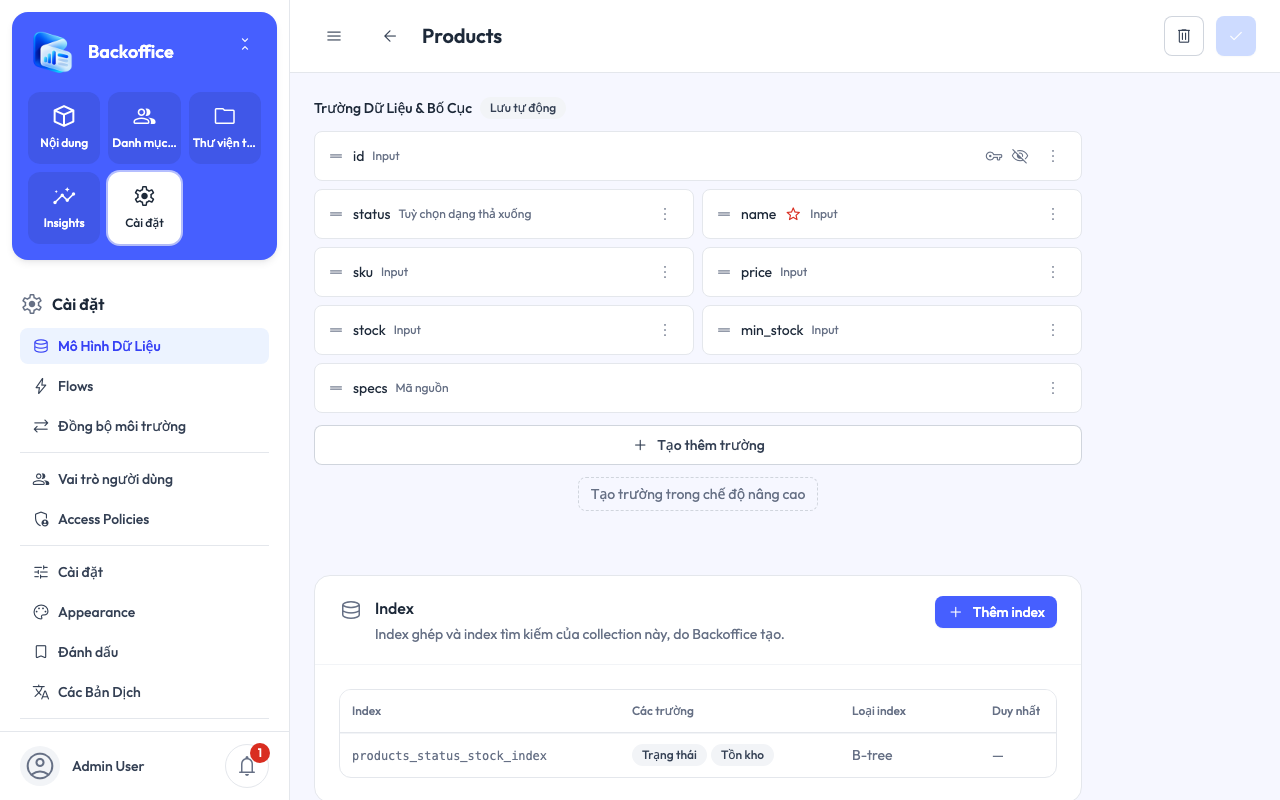 Backoffice
Nội dung
Danh mục...
Thư viện t...
Insights
Cài đặt
Cài đặt
Mô Hình Dữ Liệu
Flows
Đồng bộ môi trường
Vai trò người dùng
Access Policies
Cài đặt
Appearance
Đánh dấu
Các Bản Dịch
Admin User
1
Products
Trường Dữ Liệu & Bố Cục Lưu tự động
id Input
status Tuỳ chọn dạng thả xuống
name Input
sku Input
price Input
stock Input
min_stock Input
specs Mã nguồn
Tạo thêm trường
Tạo trường trong chế độ nâng cao
Index
Index ghép và index tìm kiếm của collection này, do Backoffice tạo.
Thêm index
Index Các trường Loại index Duy nhất
products_status_stock_index Trạng thái Tồn kho B-tree —